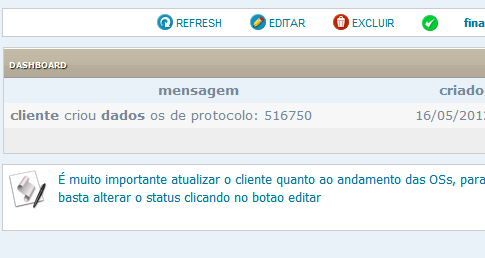 REFRESH EDITAR EXCLUIR fina
DASHBOARD
mensagem criado
cliente criou dados os de protocolo: 516750 16/05/2012
É muito importante atualizar o cliente quanto ao andamento das OSs, para
basta alterar o status clicando no botao editar